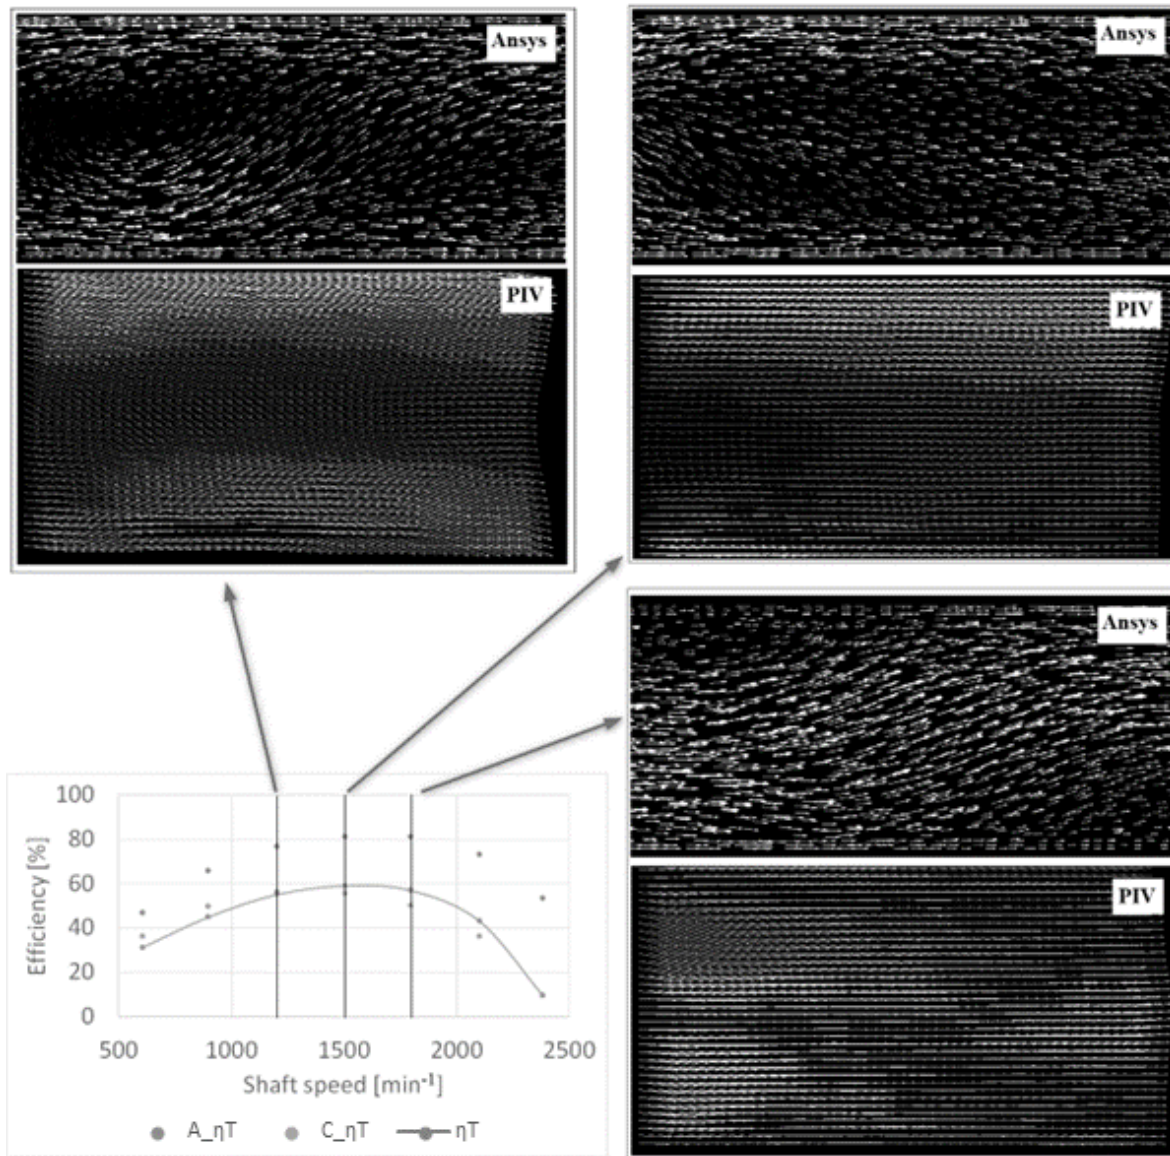 Ansys
Ansys
PIV
PIV
Ansys
PIV
100
80
60
40
20
0
Efficiency [%]
500 1000 1500 2000 2500
Shaft speed [min-1]
A_ηT C_ηT ηT